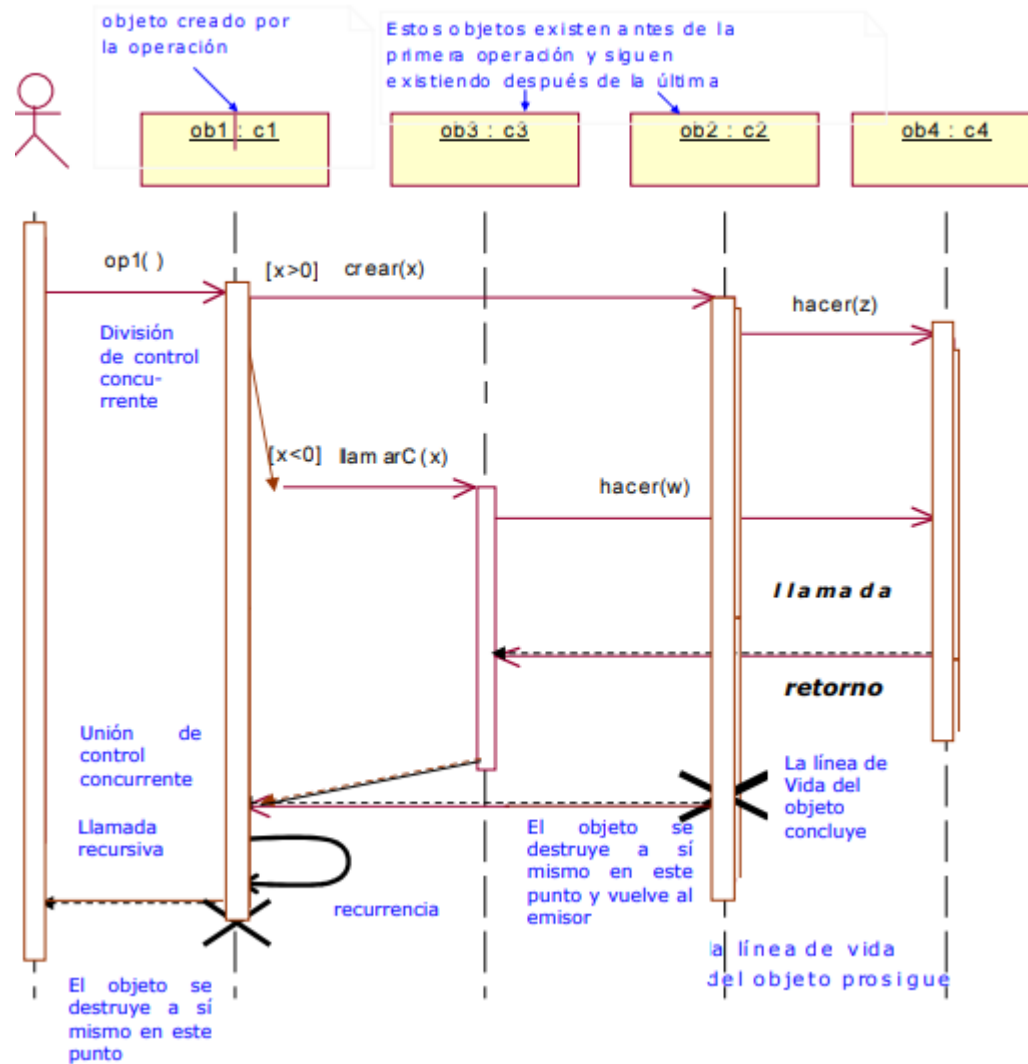 objeto creado por
la operación
Estos objetos existen antes de la
primera operación y siguen
existiendo después de la última
ob1 : c1
ob3 : c3
ob2 : c2
ob4 : c4
op1( )
[x>0] crear(x)
hacer(z)
División
de control
concu-
rrente
[x<0] llamarC(x)
hacer(w)
llamada
retorno
Unión de
control
concurrente
La línea de
Vida del
objeto
concluye
Llamada
recursiva
El objeto se
destruye a sí
mismo en este
punto y vuelve al
emisor
recurrencia
la línea de vida
del objeto prosigue
El objeto se
destruye a sí
mismo en este
punto